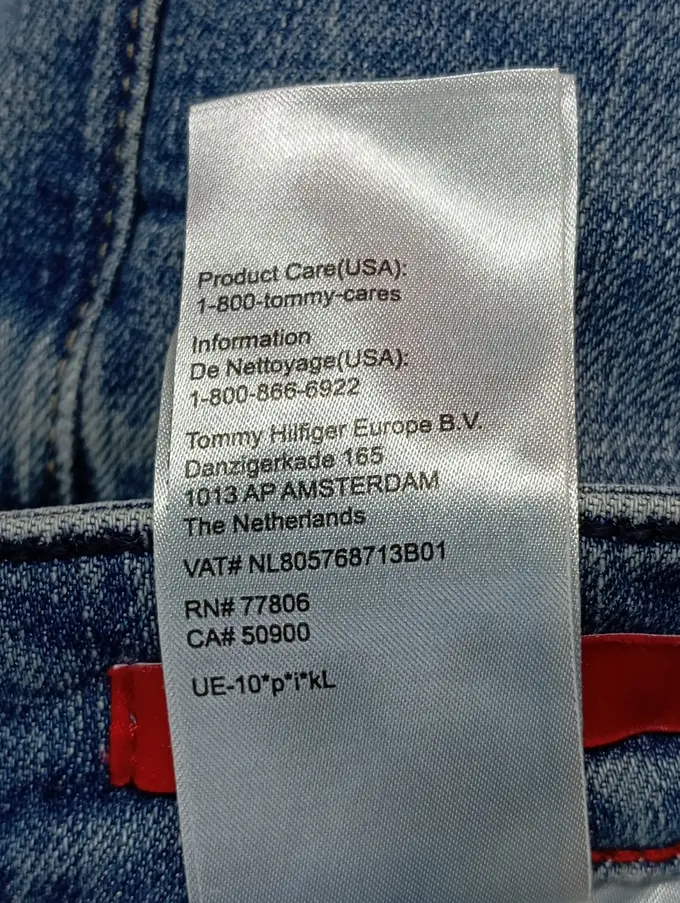 Product Care(USA):
1-800-tommy-cares
Information
De Nettoyage(USA):
1-800-866-6922
Tommy Hilfiger Europe B.V.
Danzigerkade 165
1013 AP AMSTERDAM
The Netherlands
VAT# NL805768713B01
RN# 77806
CA# 50900
UE-10*p*i*kL